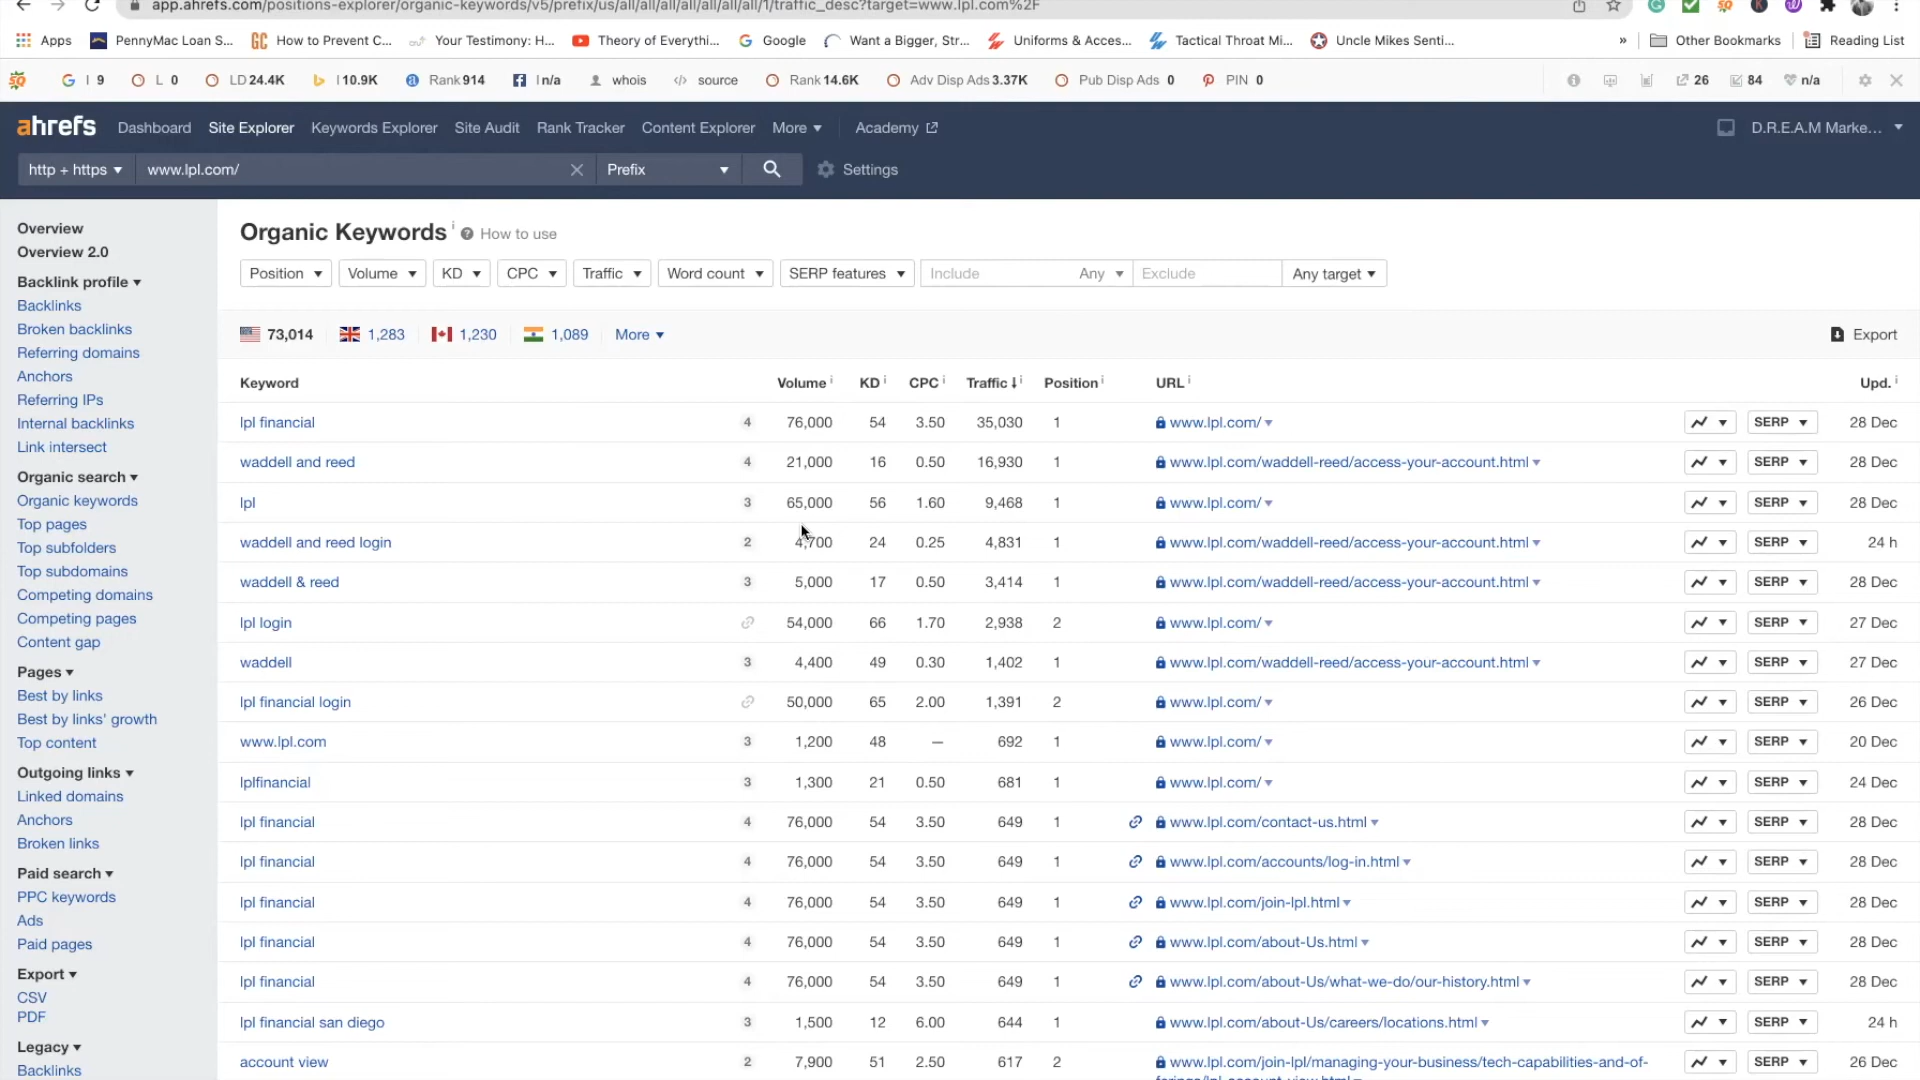 app.ahrefs.com/positions-explorer/organic-keywords/v5/prefix/us/all/all/all/all/all/all/all/1/traffic_desc?target=www.lpl.com%2F
Apps PennyMac Loan S... How to Prevent C... Your Testimony: H... Theory of Everythi... Google Want a Bigger, Str... Uniforms & Acces... Tactical Throat Mi... Uncle Mikes Senti... » Other Bookmarks Reading List
I 9 L 0 LD 24.4K I 10.9K Rank 914 I n/a whois source Rank 14.6K Adv Disp Ads 3.37K Pub Disp Ads 0 PIN 0 26 84 n/a
ahrefs Dashboard Site Explorer Keywords Explorer Site Audit Rank Tracker Content Explorer More Academy D.R.E.A.M Marke...
http + https www.lpl.com/ Prefix Settings
Overview
Overview 2.0
Backlink profile
Backlinks
Broken backlinks
Referring domains
Anchors
Referring IPs
Internal backlinks
Link intersect
Organic search
Organic keywords
Top pages
Top subfolders
Top subdomains
Competing domains
Competing pages
Content gap
Pages
Best by links
Best by links' growth
Top content
Outgoing links
Linked domains
Anchors
Broken links
Paid search
PPC keywords
Ads
Paid pages
Export
CSV
PDF
Legacy
Backlinks
Organic Keywords i How to use
Position Volume KD CPC Traffic Word count SERP features Include Any Exclude Any target
73,014 1,283 1,230 1,089 More Export
Keyword Volume i KD i CPC i Traffic i Position i URL i Upd. i
lpl financial 4 76,000 54 3.50 35,030 1 www.lpl.com/ SERP 28 Dec
waddell and reed 4 21,000 16 0.50 16,930 1 www.lpl.com/waddell-reed/access-your-account.html SERP 28 Dec
lpl 3 65,000 56 1.60 9,468 1 www.lpl.com/ SERP 28 Dec
waddell and reed login 2 4,700 24 0.25 4,831 1 www.lpl.com/waddell-reed/access-your-account.html SERP 24 h
waddell & reed 3 5,000 17 0.50 3,414 1 www.lpl.com/waddell-reed/access-your-account.html SERP 28 Dec
lpl login 54,000 66 1.70 2,938 2 www.lpl.com/ SERP 27 Dec
waddell 3 4,400 49 0.30 1,402 1 www.lpl.com/waddell-reed/access-your-account.html SERP 27 Dec
lpl financial login 50,000 65 2.00 1,391 2 www.lpl.com/ SERP 26 Dec
www.lpl.com 3 1,200 48 — 692 1 www.lpl.com/ SERP 20 Dec
lplfinancial 3 1,300 21 0.50 681 1 www.lpl.com/ SERP 24 Dec
lpl financial 4 76,000 54 3.50 649 1 www.lpl.com/contact-us.html SERP 28 Dec
lpl financial 4 76,000 54 3.50 649 1 www.lpl.com/accounts/log-in.html SERP 28 Dec
lpl financial 4 76,000 54 3.50 649 1 www.lpl.com/join-lpl.html SERP 28 Dec
lpl financial 4 76,000 54 3.50 649 1 www.lpl.com/about-Us.html SERP 28 Dec
lpl financial 4 76,000 54 3.50 649 1 www.lpl.com/about-Us/what-we-do/our-history.html SERP 28 Dec
lpl financial san diego 3 1,500 12 6.00 644 1 www.lpl.com/about-Us/careers/locations.html SERP 24 h
account view 2 7,900 51 2.50 617 2 www.lpl.com/join-lpl/managing-your-business/tech-capabilities-and-of- SERP 26 Dec